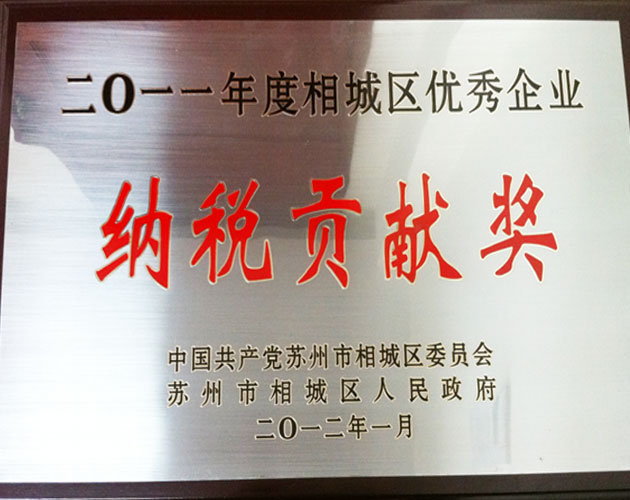 二〇一一年度相城区优秀企业
纳税贡献奖
中国共产党苏州市相城区委员会
苏州市相城区人民政府
二〇一二年一月